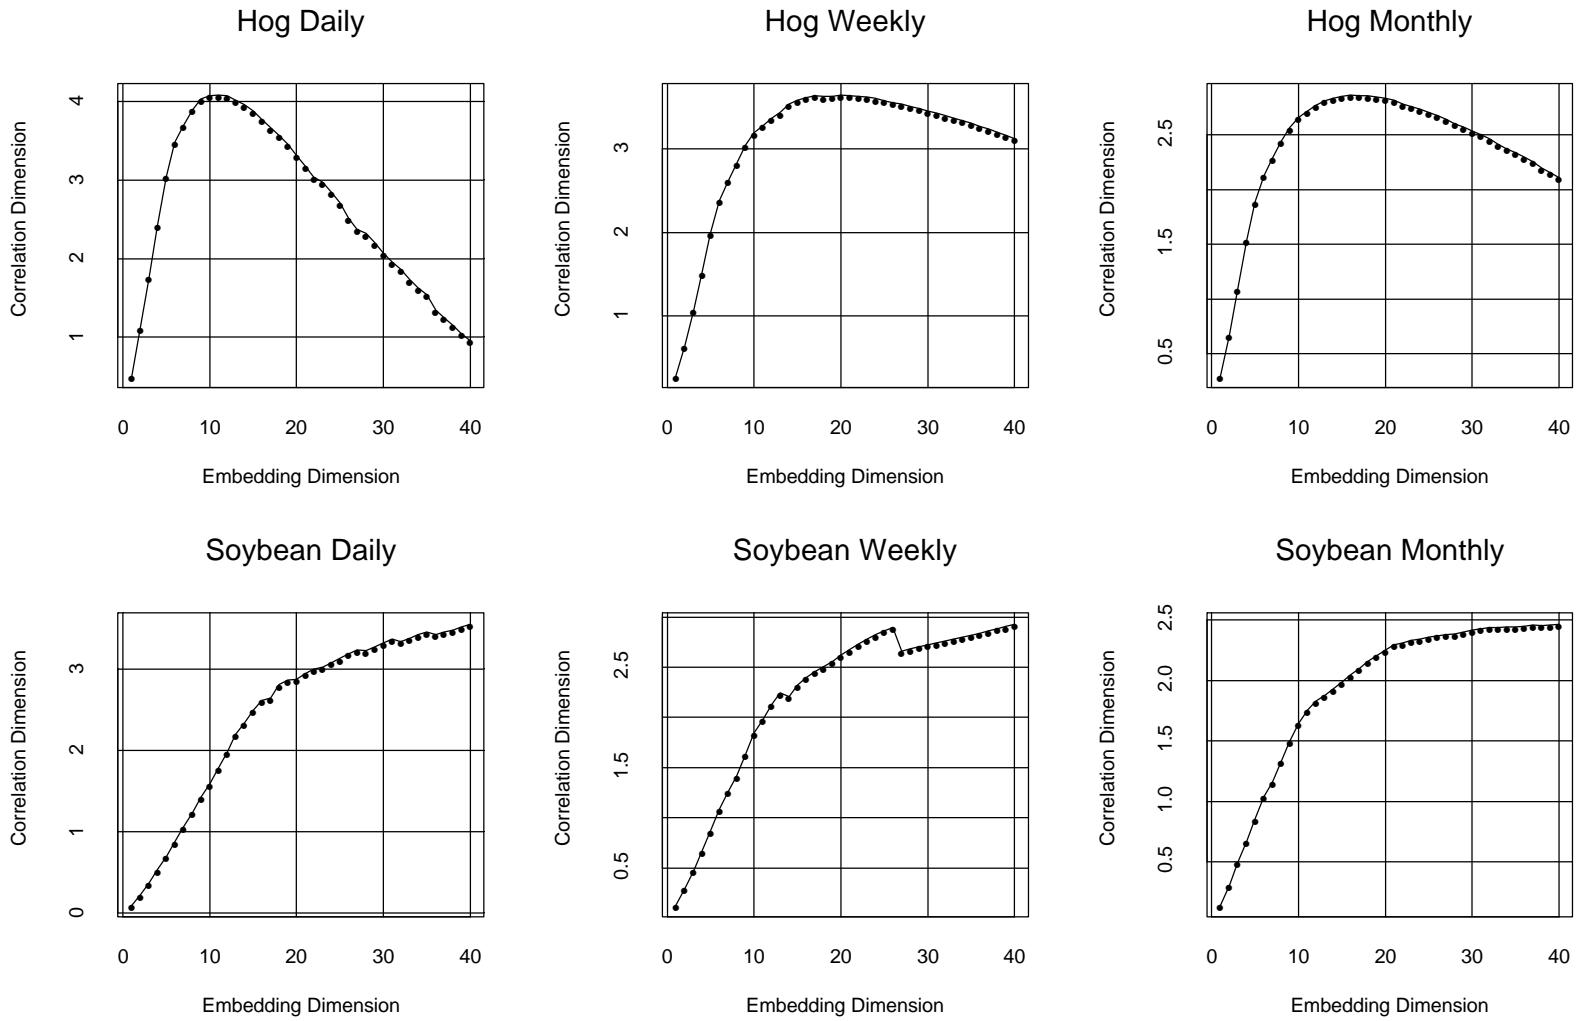 Hog Daily
Correlation Dimension
4
3
2
1
0 10 20 30 40
Embedding Dimension
Hog Weekly
Correlation Dimension
3
2
1
0 10 20 30 40
Embedding Dimension
Hog Monthly
Correlation Dimension
2.5
1.5
0.5
0 10 20 30 40
Embedding Dimension
Soybean Daily
Correlation Dimension
3
2
1
0
0 10 20 30 40
Embedding Dimension
Soybean Weekly
Correlation Dimension
2.5
1.5
0.5
0 10 20 30 40
Embedding Dimension
Soybean Monthly
Correlation Dimension
2.5
2.0
1.5
1.0
0.5
0 10 20 30 40
Embedding Dimension